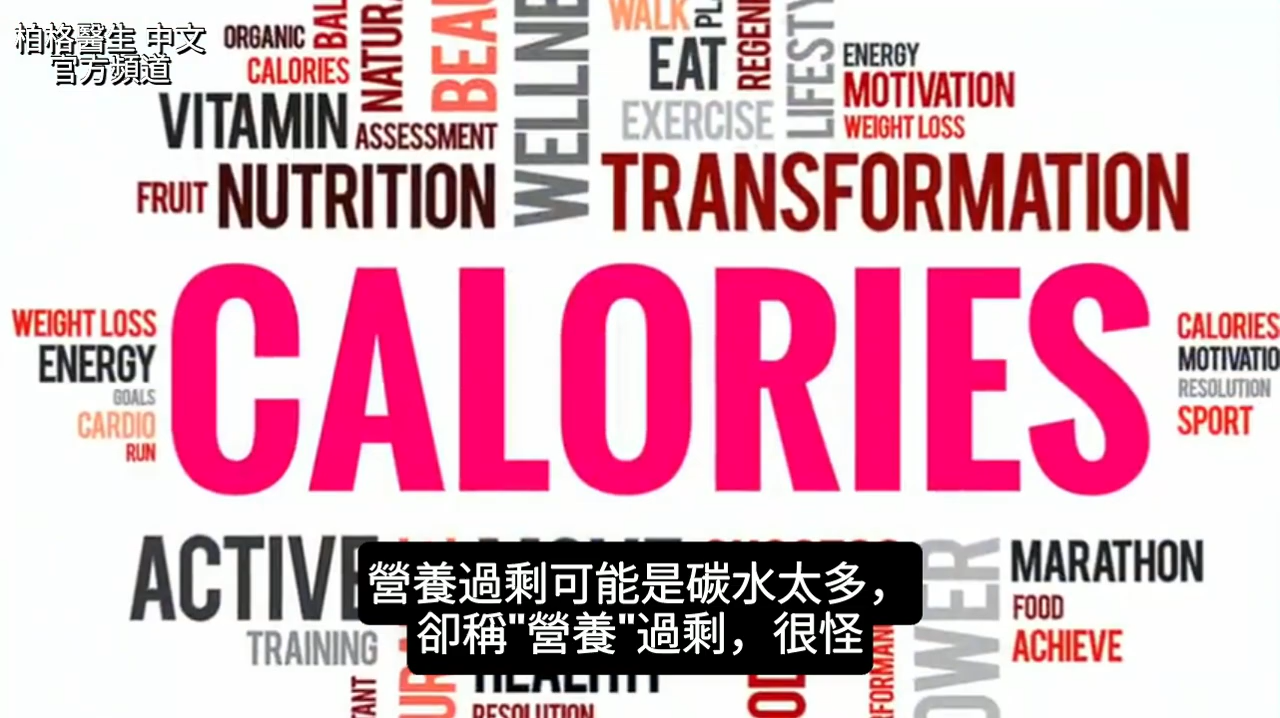 柏格醫生 中文
官方頻道
ORGANIC
CALORIES
VITAMIN
ASSESSMENT
FRUIT
NUTRITION
WELLNE
WALK
EAT
EXERCISE
ENERGY
MOTIVATION
WEIGHT LOSS
TRANSFORMATION
WEIGHT LOSS
ENERGY
GOALS
CARDIO
RUN
CALORIES
CALORIES
MOTIVATIO
RESOLUTION
SPORT
ACTIVE
TRAINING
MARATHON
FOOD
ACHIEVE
營養過剩可能是碳水太多，
卻稱"營養"過剩，很怪
RESOLUTION